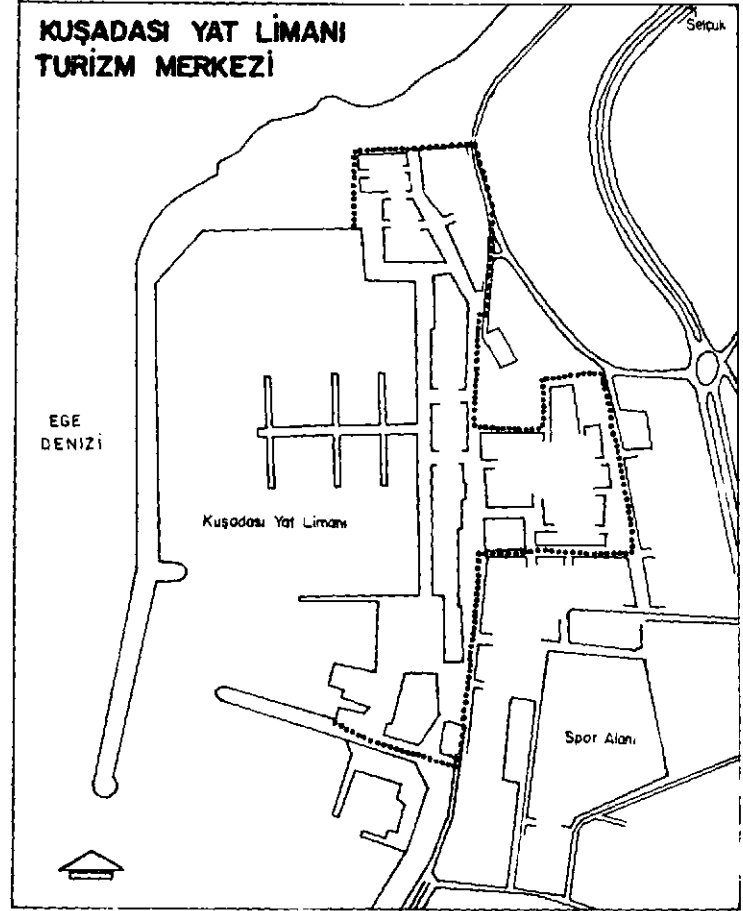 KUŞADASI YAT LİMANI
TURİZM MERKEZİ
Selçuk
EGE
DENİZİ
Kuşadası Yat Limanı
Spor Alanı